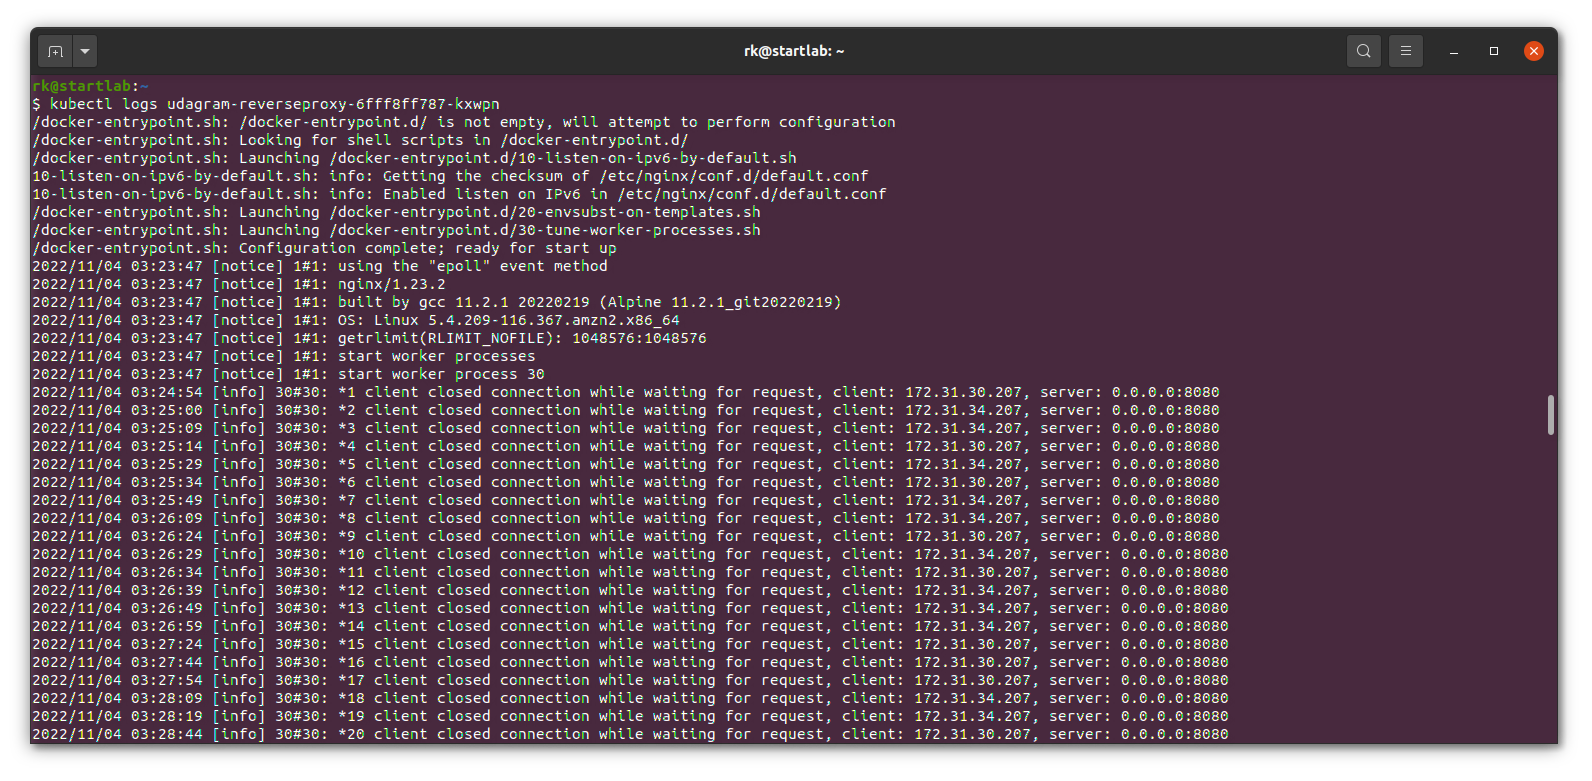 rk@startlab: ~
rk@startlab:~
$ kubectl logs udagram-reverseproxy-6fff8ff787-kxwpn
/docker-entrypoint.sh: /docker-entrypoint.d/ is not empty, will attempt to perform configuration
/docker-entrypoint.sh: Looking for shell scripts in /docker-entrypoint.d/
/docker-entrypoint.sh: Launching /docker-entrypoint.d/10-listen-on-ipv6-by-default.sh
10-listen-on-ipv6-by-default.sh: info: Getting the checksum of /etc/nginx/conf.d/default.conf
10-listen-on-ipv6-by-default.sh: info: Enabled listen on IPv6 in /etc/nginx/conf.d/default.conf
/docker-entrypoint.sh: Launching /docker-entrypoint.d/20-envsubst-on-templates.sh
/docker-entrypoint.sh: Launching /docker-entrypoint.d/30-tune-worker-processes.sh
/docker-entrypoint.sh: Configuration complete; ready for start up
2022/11/04 03:23:47 [notice] 1#1: using the "epoll" event method
2022/11/04 03:23:47 [notice] 1#1: nginx/1.23.2
2022/11/04 03:23:47 [notice] 1#1: built by gcc 11.2.1 20220219 (Alpine 11.2.1_git20220219)
2022/11/04 03:23:47 [notice] 1#1: OS: Linux 5.4.209-116.367.amzn2.x86_64
2022/11/04 03:23:47 [notice] 1#1: getrlimit(RLIMIT_NOFILE): 1048576:1048576
2022/11/04 03:23:47 [notice] 1#1: start worker processes
2022/11/04 03:23:47 [notice] 1#1: start worker process 30
2022/11/04 03:24:54 [info] 30#30: *1 client closed connection while waiting for request, client: 172.31.30.207, server: 0.0.0.0:8080
2022/11/04 03:25:00 [info] 30#30: *2 client closed connection while waiting for request, client: 172.31.34.207, server: 0.0.0.0:8080
2022/11/04 03:25:09 [info] 30#30: *3 client closed connection while waiting for request, client: 172.31.34.207, server: 0.0.0.0:8080
2022/11/04 03:25:14 [info] 30#30: *4 client closed connection while waiting for request, client: 172.31.30.207, server: 0.0.0.0:8080
2022/11/04 03:25:29 [info] 30#30: *5 client closed connection while waiting for request, client: 172.31.34.207, server: 0.0.0.0:8080
2022/11/04 03:25:34 [info] 30#30: *6 client closed connection while waiting for request, client: 172.31.30.207, server: 0.0.0.0:8080
2022/11/04 03:25:49 [info] 30#30: *7 client closed connection while waiting for request, client: 172.31.34.207, server: 0.0.0.0:8080
2022/11/04 03:26:09 [info] 30#30: *8 client closed connection while waiting for request, client: 172.31.34.207, server: 0.0.0.0:8080
2022/11/04 03:26:24 [info] 30#30: *9 client closed connection while waiting for request, client: 172.31.30.207, server: 0.0.0.0:8080
2022/11/04 03:26:29 [info] 30#30: *10 client closed connection while waiting for request, client: 172.31.34.207, server: 0.0.0.0:8080
2022/11/04 03:26:34 [info] 30#30: *11 client closed connection while waiting for request, client: 172.31.30.207, server: 0.0.0.0:8080
2022/11/04 03:26:39 [info] 30#30: *12 client closed connection while waiting for request, client: 172.31.34.207, server: 0.0.0.0:8080
2022/11/04 03:26:49 [info] 30#30: *13 client closed connection while waiting for request, client: 172.31.34.207, server: 0.0.0.0:8080
2022/11/04 03:26:59 [info] 30#30: *14 client closed connection while waiting for request, client: 172.31.34.207, server: 0.0.0.0:8080
2022/11/04 03:27:24 [info] 30#30: *15 client closed connection while waiting for request, client: 172.31.30.207, server: 0.0.0.0:8080
2022/11/04 03:27:44 [info] 30#30: *16 client closed connection while waiting for request, client: 172.31.30.207, server: 0.0.0.0:8080
2022/11/04 03:27:54 [info] 30#30: *17 client closed connection while waiting for request, client: 172.31.30.207, server: 0.0.0.0:8080
2022/11/04 03:28:09 [info] 30#30: *18 client closed connection while waiting for request, client: 172.31.34.207, server: 0.0.0.0:8080
2022/11/04 03:28:19 [info] 30#30: *19 client closed connection while waiting for request, client: 172.31.34.207, server: 0.0.0.0:8080
2022/11/04 03:28:44 [info] 30#30: *20 client closed connection while waiting for request, client: 172.31.30.207, server: 0.0.0.0:8080